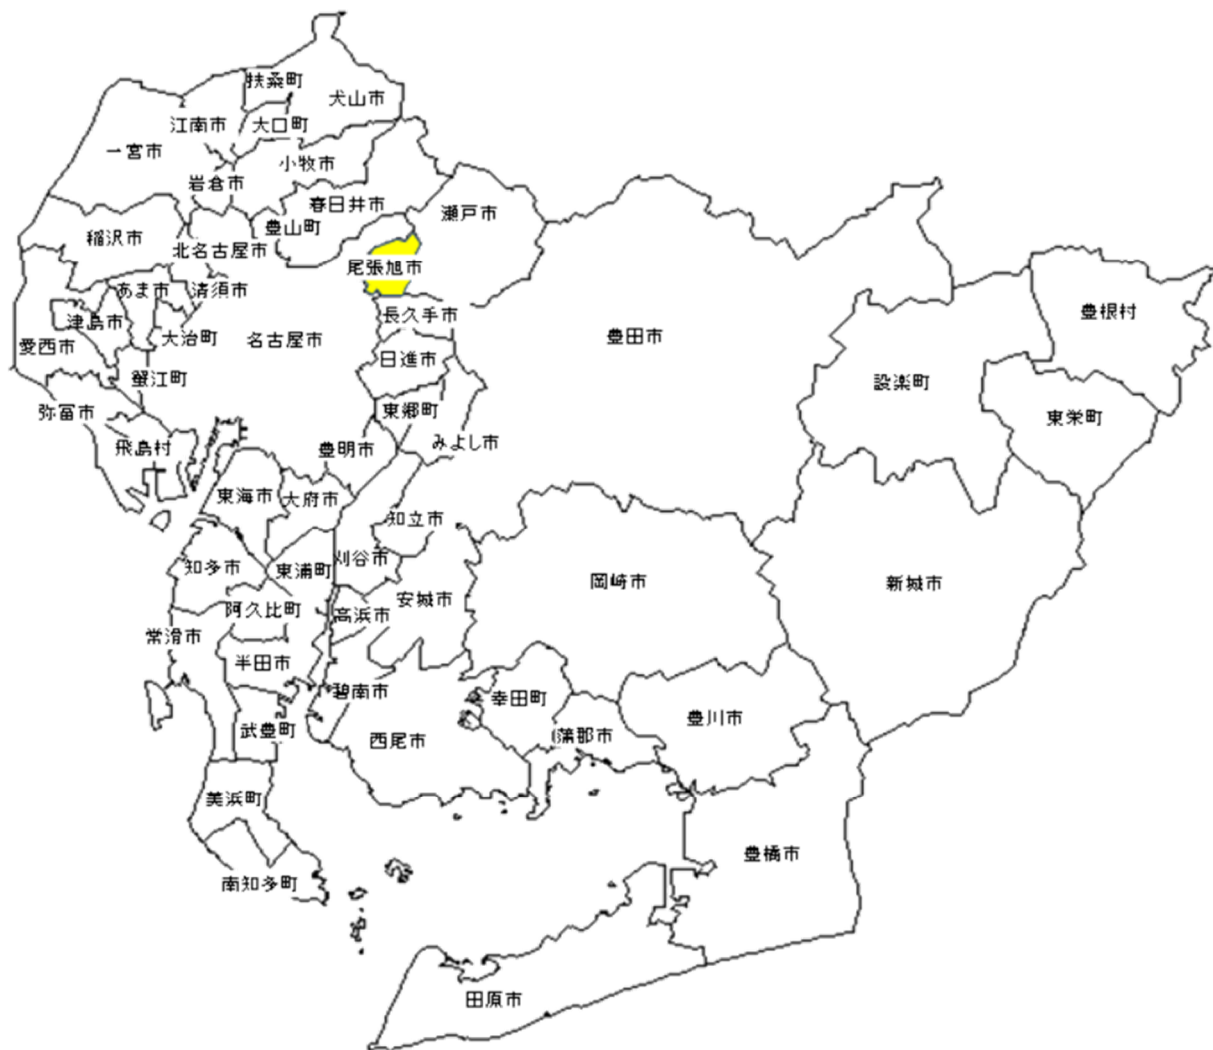 扶桑町
犬山市
江南市
大口町
一宮市
小牧市
岩倉市
春日井市
瀬戸市
豊山町
稲沢市
北名古屋市
尾張旭市
あま市
清須市
津島市
長久手市
豊根村
大治町
名古屋市
豊田市
愛西市
日進市
蟹江町
設楽町
弥冨市
東郷町
東栄町
飛島村
豊明市
みよし市
東海市
大府市
知立市
刈谷市
知多市
東浦町
岡崎市
新城市
安城市
阿久比町
高浜市
常滑市
半田市
碧南市
幸田町
豊川市
武豊町
西尾市
蒲郡市
美浜町
豊橋市
南知多町
田原市